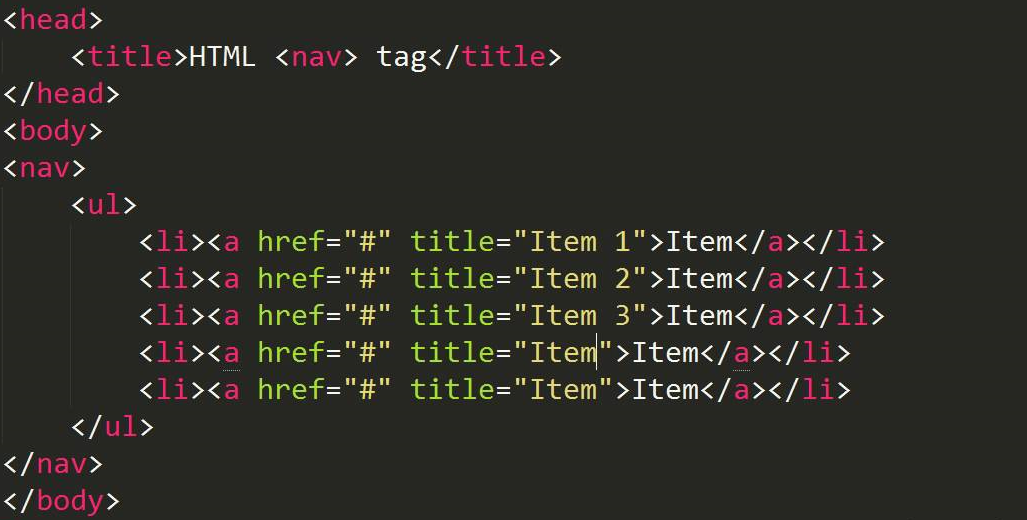 <head>
    <title>HTML <nav> tag</title>
</head>
<body>
<nav>
    <ul>
        <li><a href="#" title="Item 1">Item</a></li>
        <li><a href="#" title="Item 2">Item</a></li>
        <li><a href="#" title="Item 3">Item</a></li>
        <li><a href="#" title="Item">Item</a></li>
        <li><a href="#" title="Item">Item</a></li>
    </ul>
</nav>
</body>